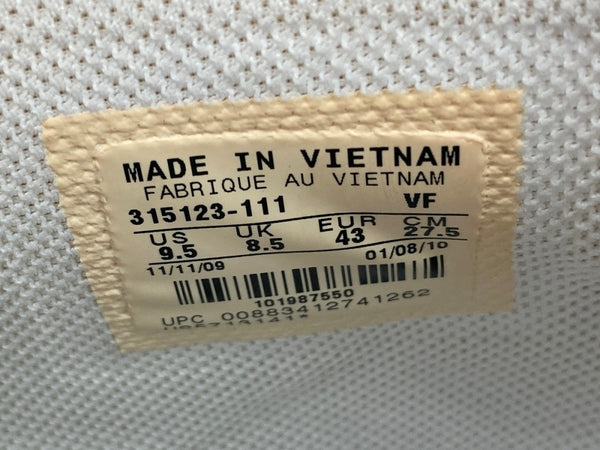 MADE IN VIETNAM
FABRIQUE AU VIETNAM
315123-111 VF
US UK EUR CM
9.5 8.5 43 27.5
11/11/09 01/08/10
101987550
UPC 00883412741262